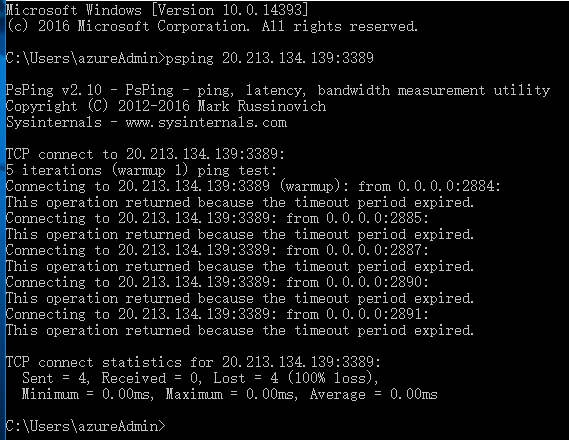 Microsoft Windows [Version 10.0.14393]
(c) 2016 Microsoft Corporation. All rights reserved.
C:\Users\azureAdmin>psping 20.213.134.139:3389
PsPing v2.10 - PsPing - ping, latency, bandwidth measurement utility
Copyright (C) 2012-2016 Mark Russinovich
Sysinternals - www.sysinternals.com
TCP connect to 20.213.134.139:3389:
5 iterations (warmup 1) ping test:
Connecting to 20.213.134.139:3389 (warmup): from 0.0.0.0:2884:
This operation returned because the timeout period expired.
Connecting to 20.213.134.139:3389: from 0.0.0.0:2885:
This operation returned because the timeout period expired.
Connecting to 20.213.134.139:3389: from 0.0.0.0:2887:
This operation returned because the timeout period expired.
Connecting to 20.213.134.139:3389: from 0.0.0.0:2890:
This operation returned because the timeout period expired.
Connecting to 20.213.134.139:3389: from 0.0.0.0:2891:
This operation returned because the timeout period expired.
TCP connect statistics for 20.213.134.139:3389:
Sent = 4, Received = 0, Lost = 4 (100% loss),
Minimum = 0.00ms, Maximum = 0.00ms, Average = 0.00ms
C:\Users\azureAdmin>